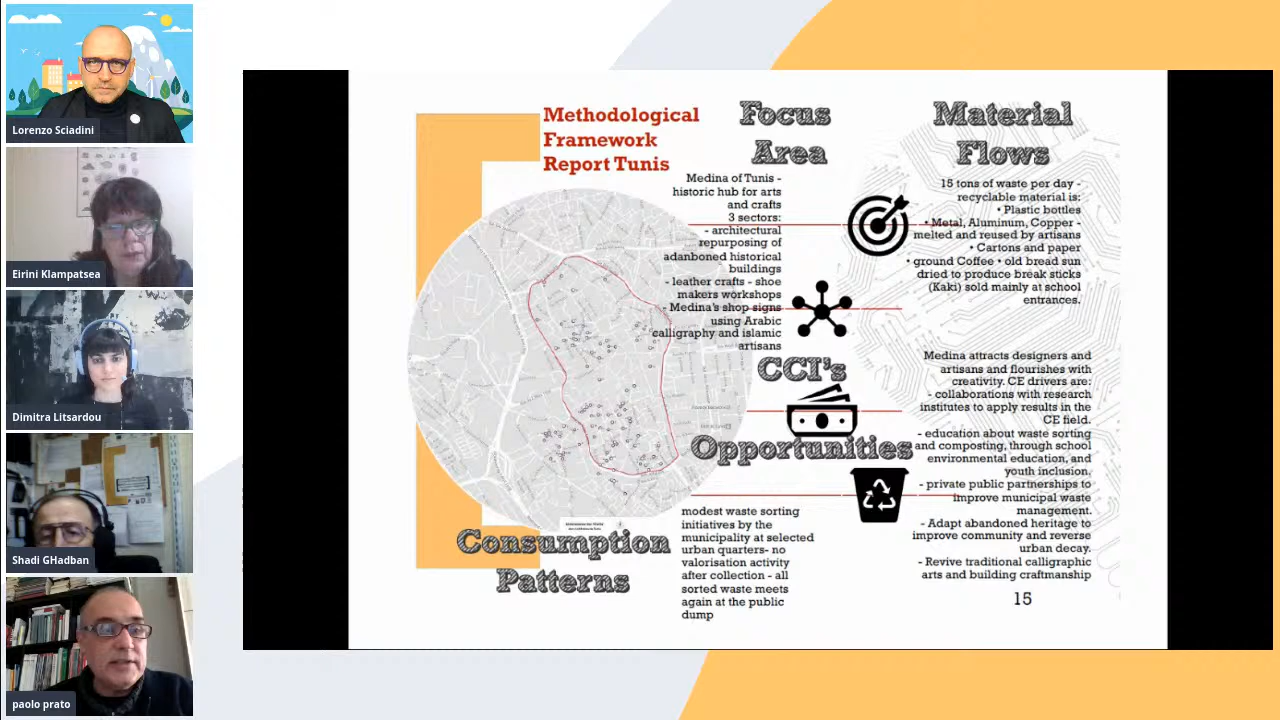 Lorenzo Sciadini
Eirini Klampatsea
Dimitra Litsardou
Shadi GHadban
paolo prato
Methodological
Framework
Report Tunis
Focus
Area
Medina of Tunis -
historic hub for arts
and crafts
3 sectors:
- architectural
repurposing of
adanboned historical
buildings
- leather crafts - shoe
makers workshops
- Medina's shop signs
using Arabic
calligraphy and islamic
artisans
Material
Flows
15 tons of waste per day -
recyclable material is:
• Plastic bottles
• Metal, Aluminum, Copper -
melted and reused by artisans
• Cartons and paper
• ground Coffee • old bread sun
dried to produce break sticks
(Kaki) sold mainly at school
entrances.
CCI's
Opportunities
Medina attracts designers and
artisans and flourishes with
creativity. CE drivers are:
- collaborations with research
institutes to apply results in the
CE field.
- education about waste sorting
and composting, through school
environmental education, and
youth inclusion.
- private public partnerships to
improve municipal waste
management.
- Adapt abandoned heritage to
improve community and reverse
urban decay.
- Revive traditional calligraphic
arts and building craftmanship
Consumption
Patterns
modest waste sorting
initiatives by the
municipality at selected
urban quarters- no
valorisation activity
after collection - all
sorted waste meets
again at the public
dump
15